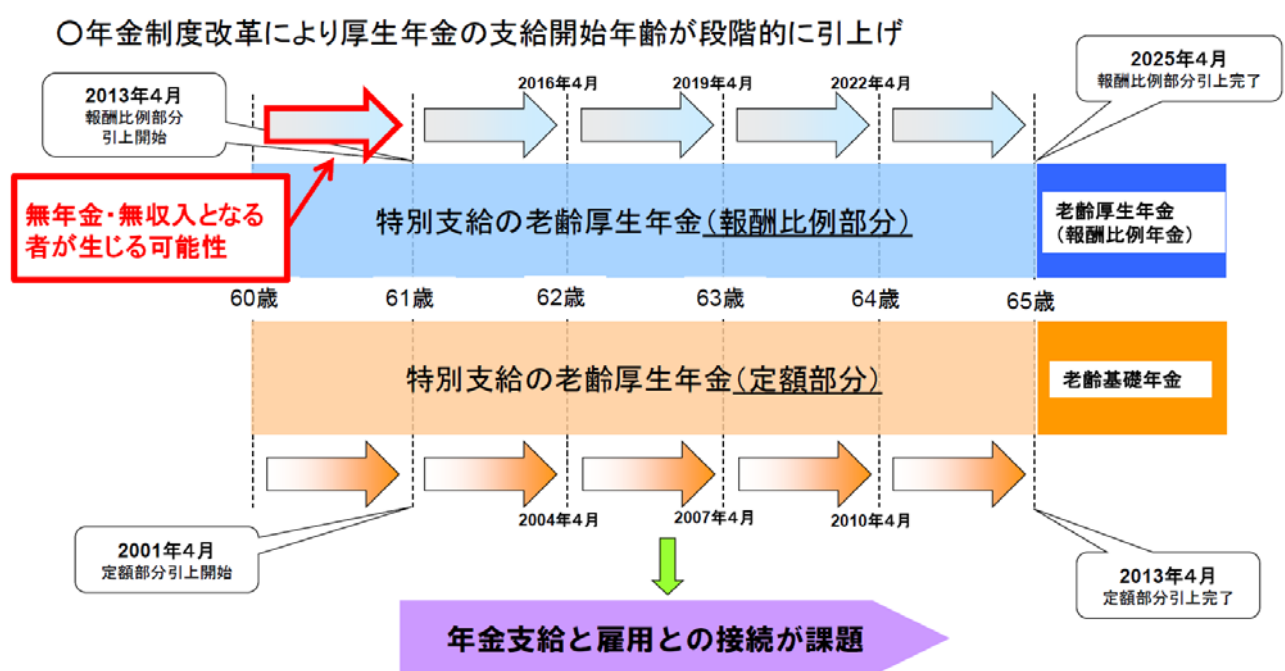 〇年金制度改革により厚生年金の支給開始年齢が段階的に引上げ
2013年4月
報酬比例部分
引上開始
2016年4月
2019年4月
2022年4月
2025年4月
報酬比例部分引上完了
無年金・無収入となる
者が生じる可能性
特別支給の老齢厚生年金(報酬比例部分)
老齢厚生年金
(報酬比例年金)
60歳
61歳
62歳
63歳
64歳
65歳
特別支給の老齢厚生年金(定額部分)
老齢基礎年金
2001年4月
定額部分引上開始
2004年4月
2007年4月
2010年4月
2013年4月
定額部分引上完了
年金支給と雇用との接続が課題